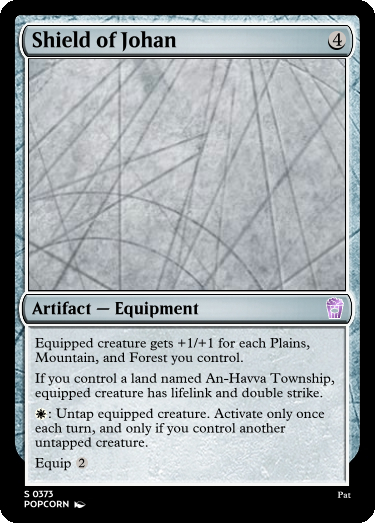 Shield of Johan 4
Artifact — Equipment
Equipped creature gets +1/+1 for each Plains,
Mountain, and Forest you control.
If you control a land named An-Havva Township,
equipped creature has lifelink and double strike.
: Untap equipped creature. Activate only once
each turn, and only if you control another
untapped creature.
Equip 2
S 0373
POPCORN
Pat